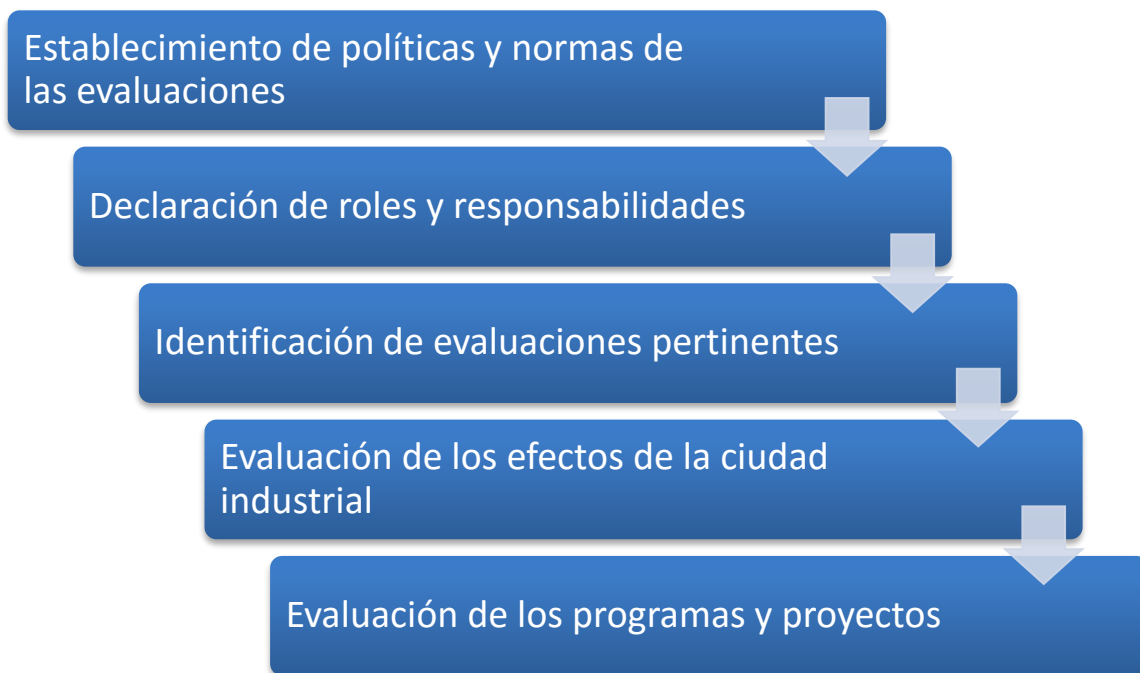 Establecimiento de políticas y normas de
las evaluaciones
Declaración de roles y responsabilidades
Identificación de evaluaciones pertinentes
Evaluación de los efectos de la ciudad
industrial
Evaluación de los programas y proyectos